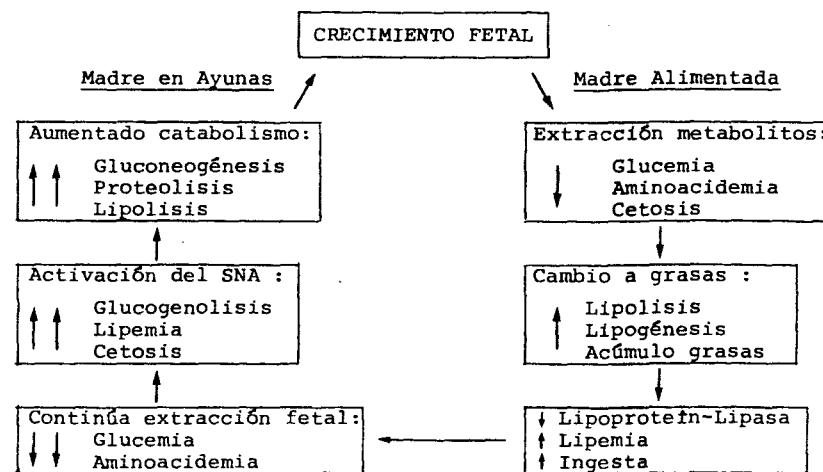 CRECIMIENTO FETAL
Madre en Ayunas
Madre Alimentada
Aumentado catabolismo:
↑ ↑ Gluconeogénesis
Proteolisis
Lipolisis
Extracción metabolitos:
↓ Glucemia
Aminoacidemia
Cetosis
Activación del SNA :
↑ ↑ Glucogenolisis
Lipemia
Cetosis
Cambio a grasas :
↑ Lipolisis
Lipogénesis
Acúmulo grasas
Continúa extracción fetal:
↓ ↓ Glucemia
Aminoacidemia
↓ Lipoproteín-Lipasa
↑ Lipemia
↑ Ingesta